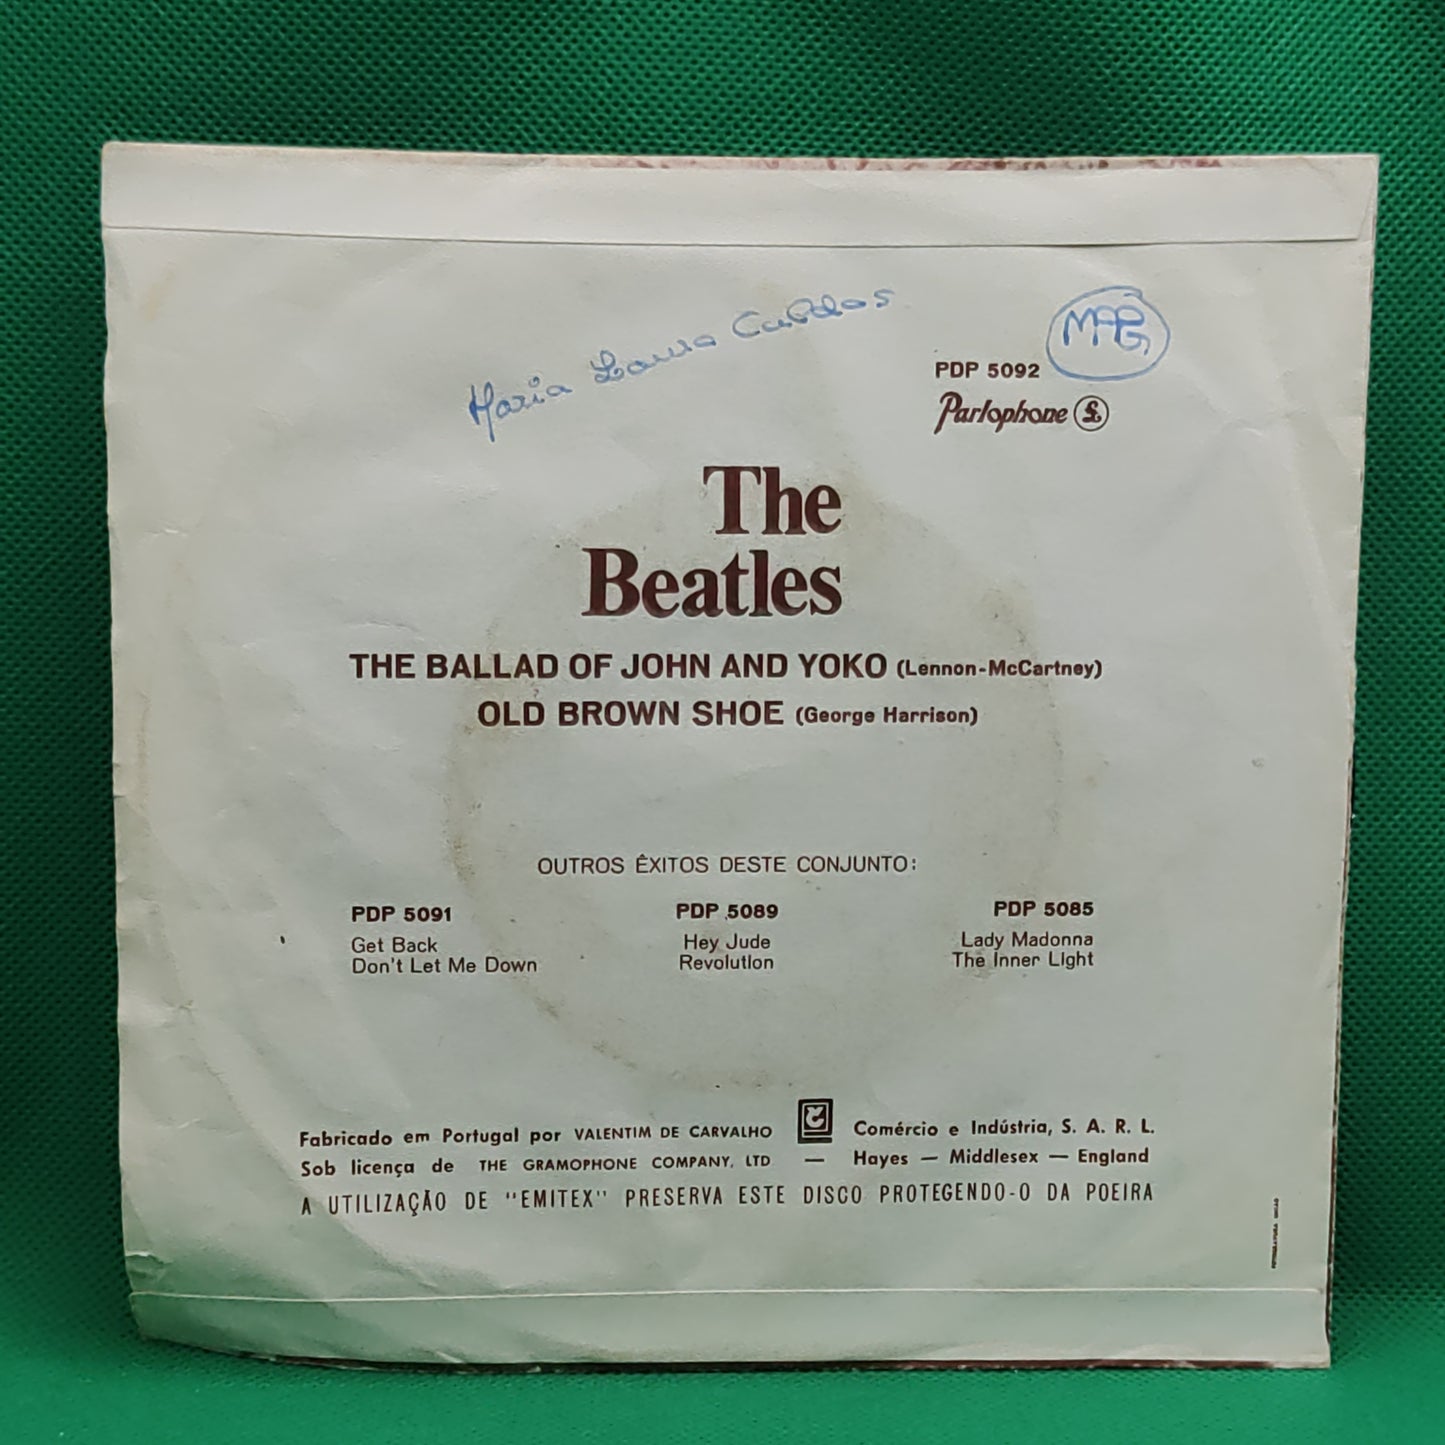 Maria Laura Caldas
MAPG
PDP 5092
Parlophone
The
Beatles
THE BALLAD OF JOHN AND YOKO (Lennon-McCartney)
OLD BROWN SHOE (George Harrison)
OUTROS ÊXITOS DESTE CONJUNTO:
PDP 5091
Get Back
Don't Let Me Down
PDP 5089
Hey Jude
Revolution
PDP 5085
Lady Madonna
The Inner Light
Fabricado em Portugal por VALENTIM DE CARVALHO Comércio e Indústria, S. A. R. L.
Sob licença de THE GRAMOPHONE COMPANY, LTD — Hayes — Middlesex — England
A UTILIZAÇÃO DE "EMITEX" PRESERVA ESTE DISCO PROTEGENDO-O DA POEIRA